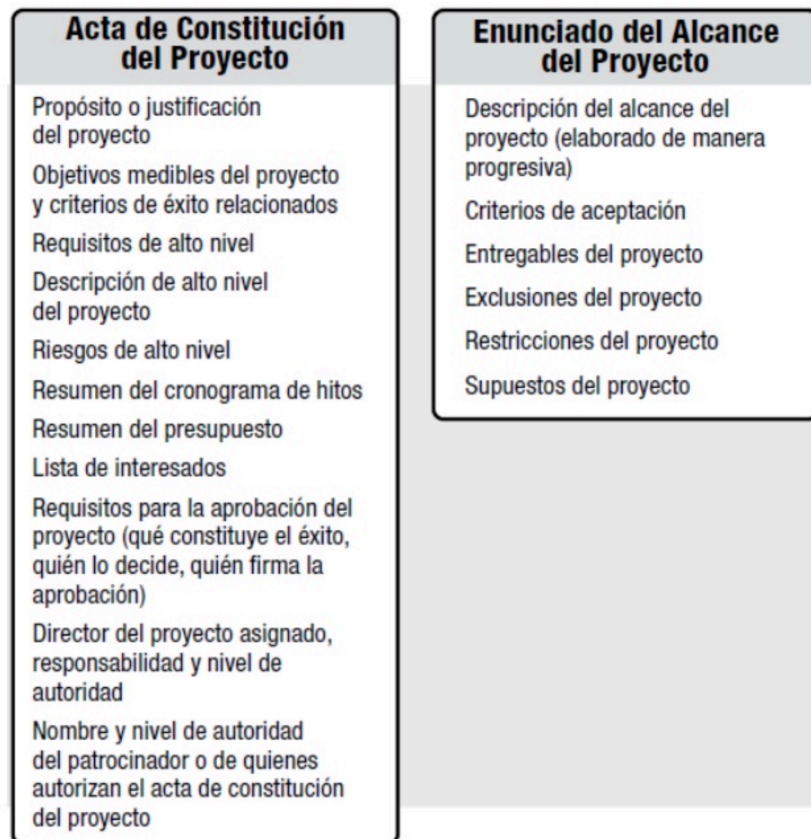 Acta de Constitución
del Proyecto
Propósito o justificación
del proyecto
Objetivos medibles del proyecto
y criterios de éxito relacionados
Requisitos de alto nivel
Descripción de alto nivel
del proyecto
Riesgos de alto nivel
Resumen del cronograma de hitos
Resumen del presupuesto
Lista de interesados
Requisitos para la aprobación del
proyecto (qué constituye el éxito,
quién lo decide, quién firma la
aprobación)
Director del proyecto asignado,
responsabilidad y nivel de
autoridad
Nombre y nivel de autoridad
del patrocinador o de quienes
autorizan el acta de constitución
del proyecto
Enunciado del Alcance
del Proyecto
Descripción del alcance del
proyecto (elaborado de manera
progresiva)
Criterios de aceptación
Entregables del proyecto
Exclusiones del proyecto
Restricciones del proyecto
Supuestos del proyecto